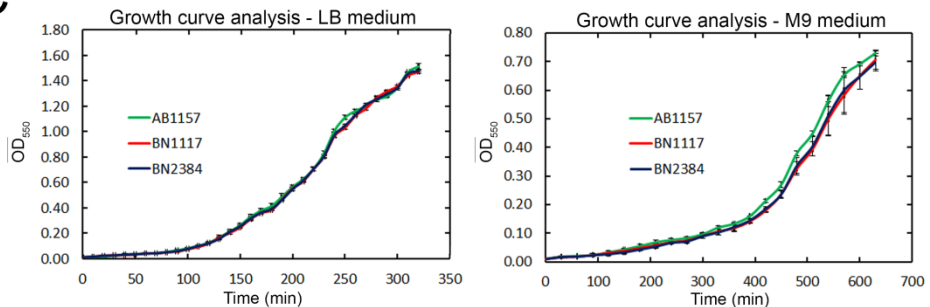 Growth curve analysis - LB medium
1.80
1.60
1.40
1.20
1.00
0.80
0.60
0.40
0.20
0.00
OD550
AB1157
BN1117
BN2384
0 50 100 150 200 250 300 350
Time (min)
Growth curve analysis - M9 medium
0.80
0.70
0.60
0.50
0.40
0.30
0.20
0.10
0.00
OD550
AB1157
BN1117
BN2384
0 100 200 300 400 500 600 700
Time (min)